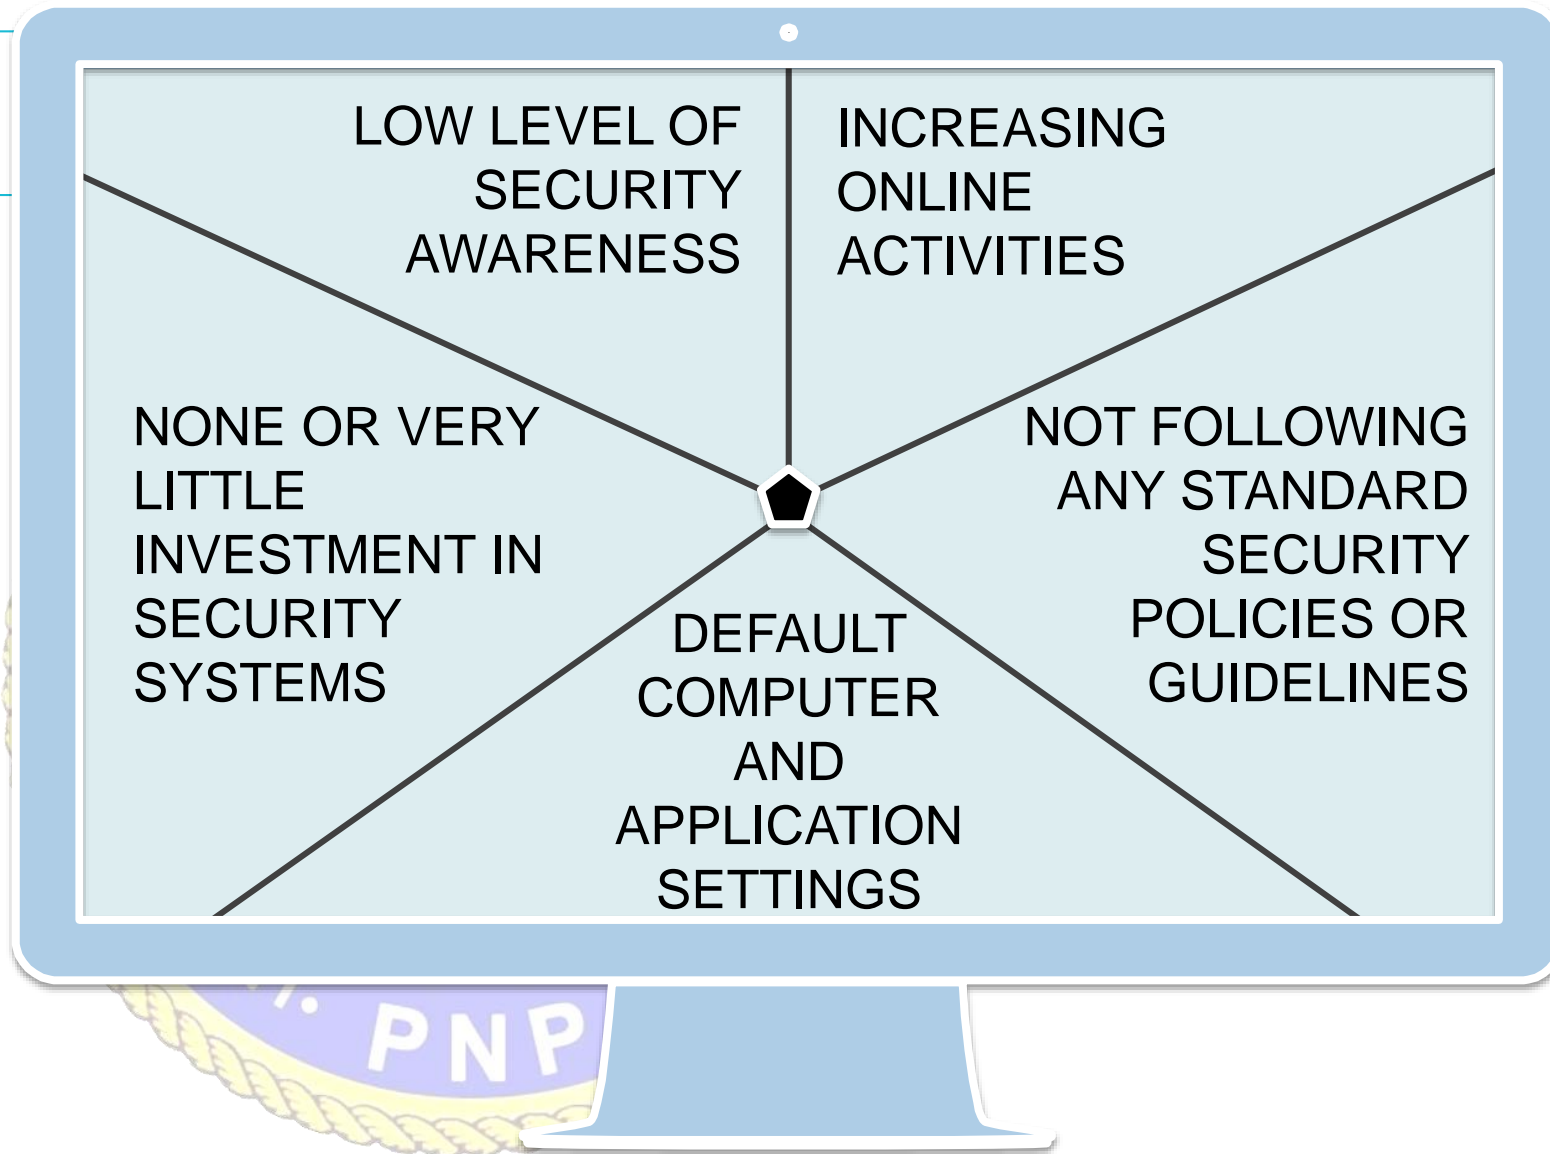 LOW LEVEL OF
SECURITY
AWARENESS
INCREASING
ONLINE
ACTIVITIES
NONE OR VERY
LITTLE
INVESTMENT IN
SECURITY
SYSTEMS
NOT FOLLOWING
ANY STANDARD
SECURITY
POLICIES OR
GUIDELINES
DEFAULT
COMPUTER
AND
APPLICATION
SETTINGS
PNP